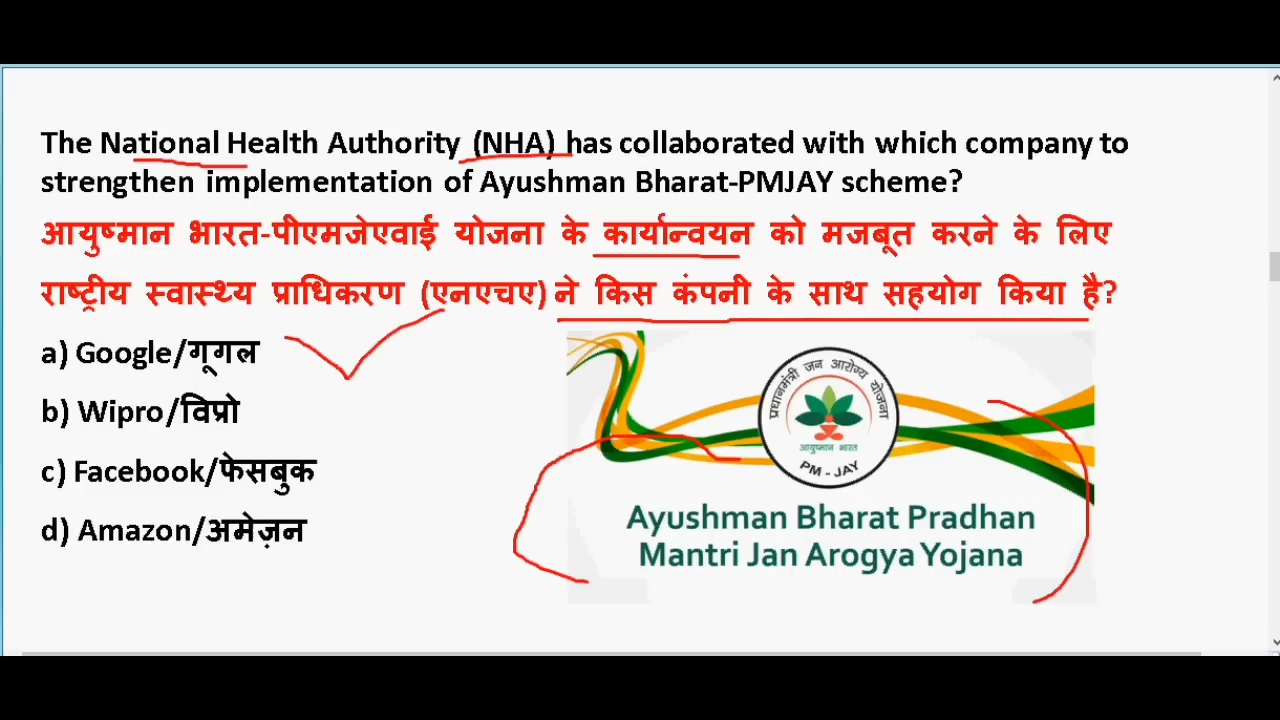 The National Health Authority (NHA) has collaborated with which company to
strengthen implementation of Ayushman Bharat-PMJAY scheme?
आयुष्मान भारत-पीएमजेएवाई योजना के कार्यान्वयन को मजबूत करने के लिए
राष्ट्रीय स्वास्थ्य प्राधिकरण (एनएचए) ने किस कंपनी के साथ सहयोग किया है?
a) Google/गूगल
b) Wipro/विप्रो
c) Facebook/फेसबुक
d) Amazon/अमेज़न
प्रधानमंत्री जन आरोग्य योजना
आयुष्मान भारत
PM - JAY
Ayushman Bharat Pradhan
Mantri Jan Arogya Yojana